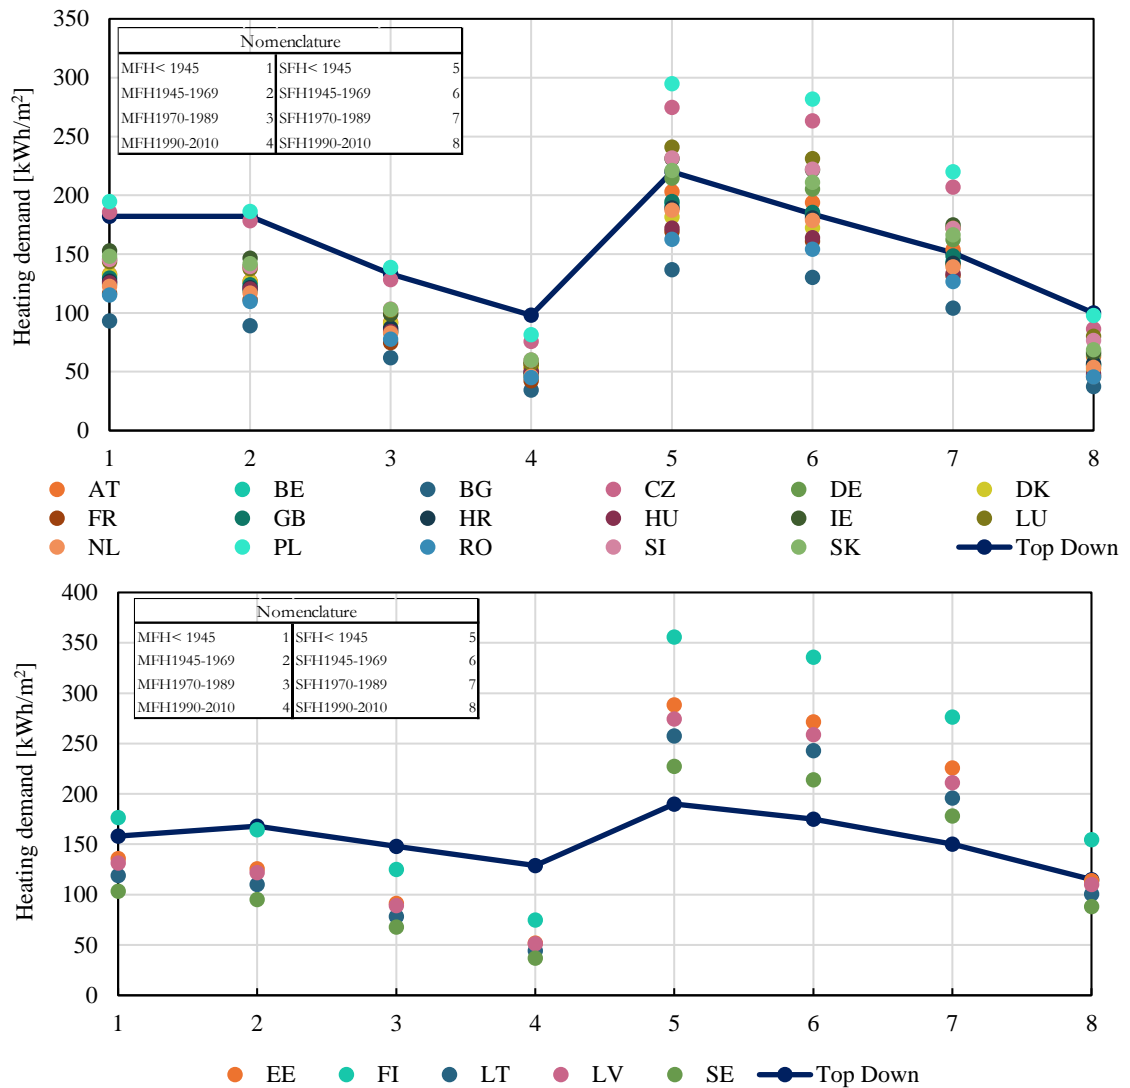 350
300
250
200
150
100
50
0
Heating demand [kWh/m²]
Nomenclature
MFH< 1945 1 SFH< 1945 5
MFH1945-1969 2 SFH1945-1969 6
MFH1970-1989 3 SFH1970-1989 7
MFH1990-2010 4 SFH1990-2010 8
1 2 3 4 5 6 7 8
AT BE BG CZ DE DK
FR GB HR HU IE LU
NL PL RO SI SK Top Down
400
350
300
250
200
150
100
50
0
Heating demand [kWh/m²]
Nomenclature
MFH< 1945 1 SFH< 1945 5
MFH1945-1969 2 SFH1945-1969 6
MFH1970-1989 3 SFH1970-1989 7
MFH1990-2010 4 SFH1990-2010 8
1 2 3 4 5 6 7 8
EE FI LT LV SE Top Down